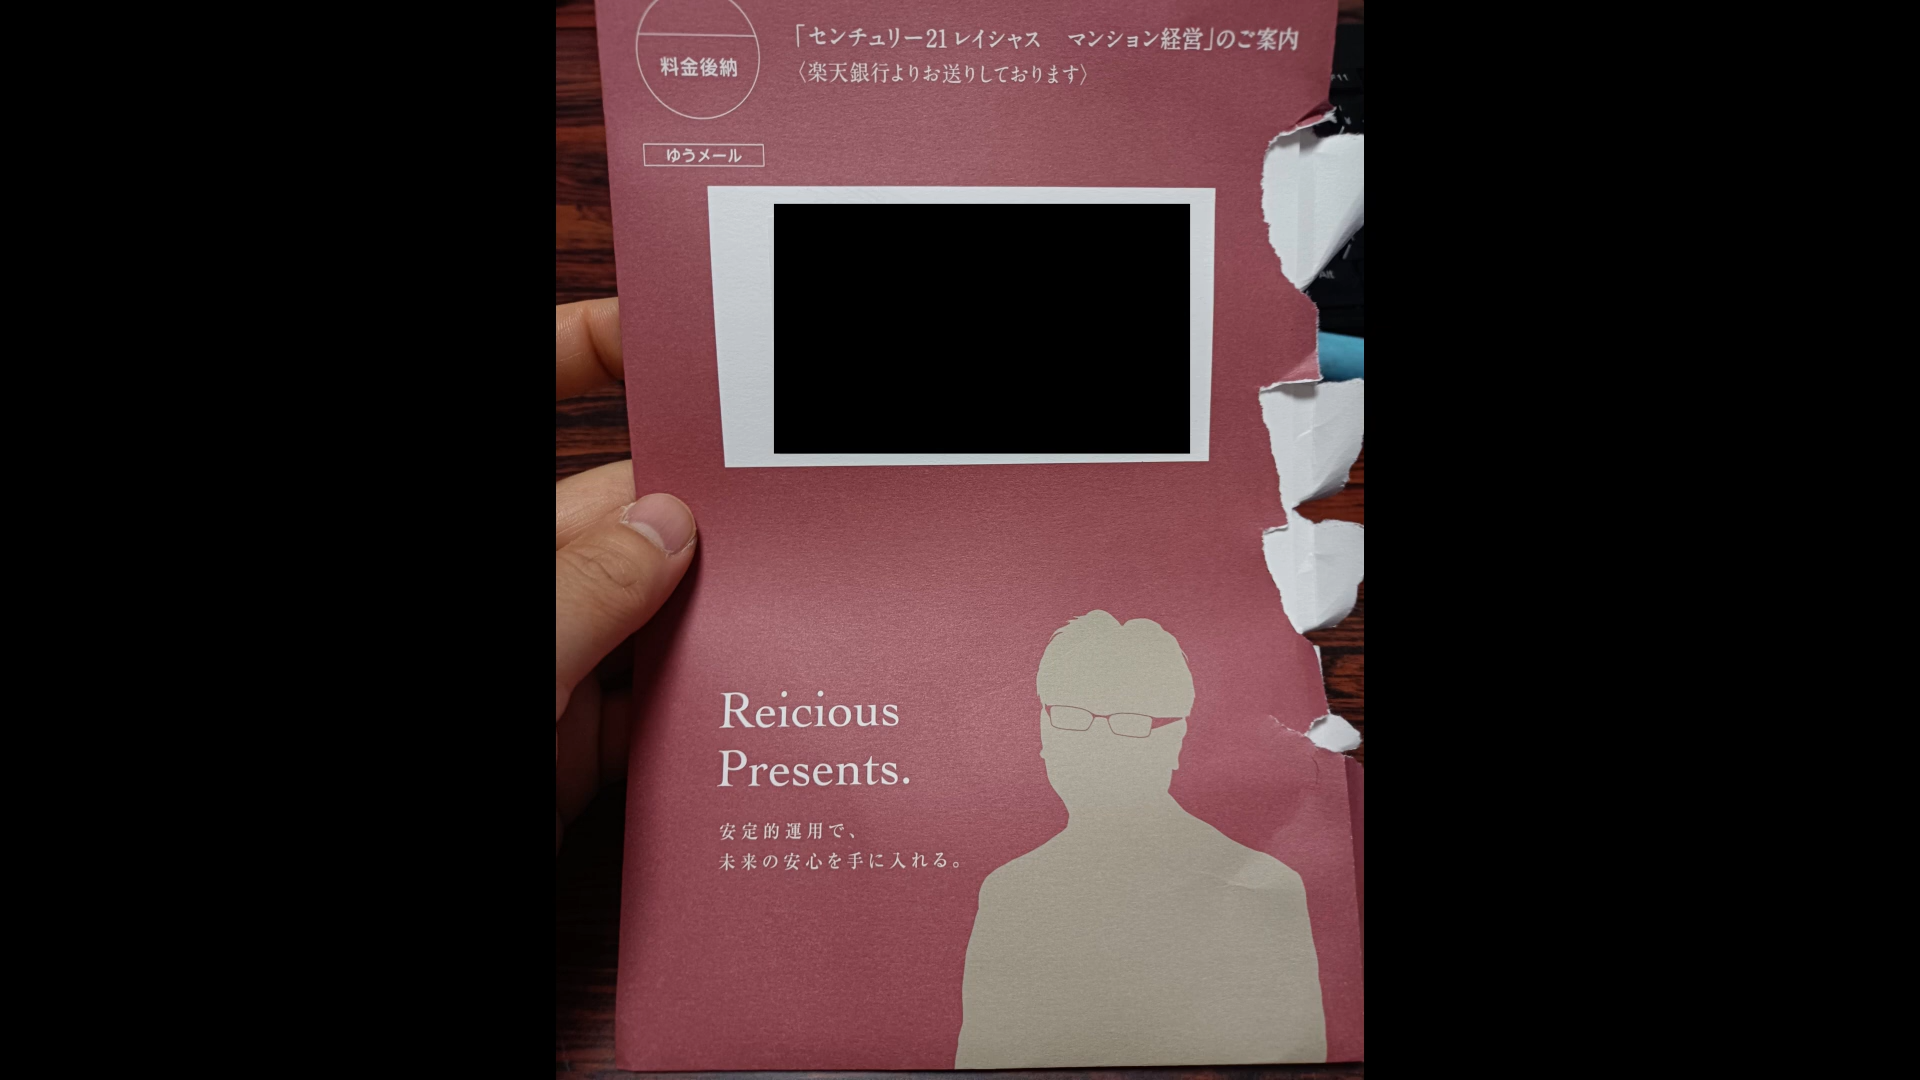 料金後納
ゆうメール
「センチュリー21レイシャス　マンション経営」のご案内
〈楽天銀行よりお送りしております〉
Reicious
Presents.
安定的運用で、
未来の安心を手に入れる。